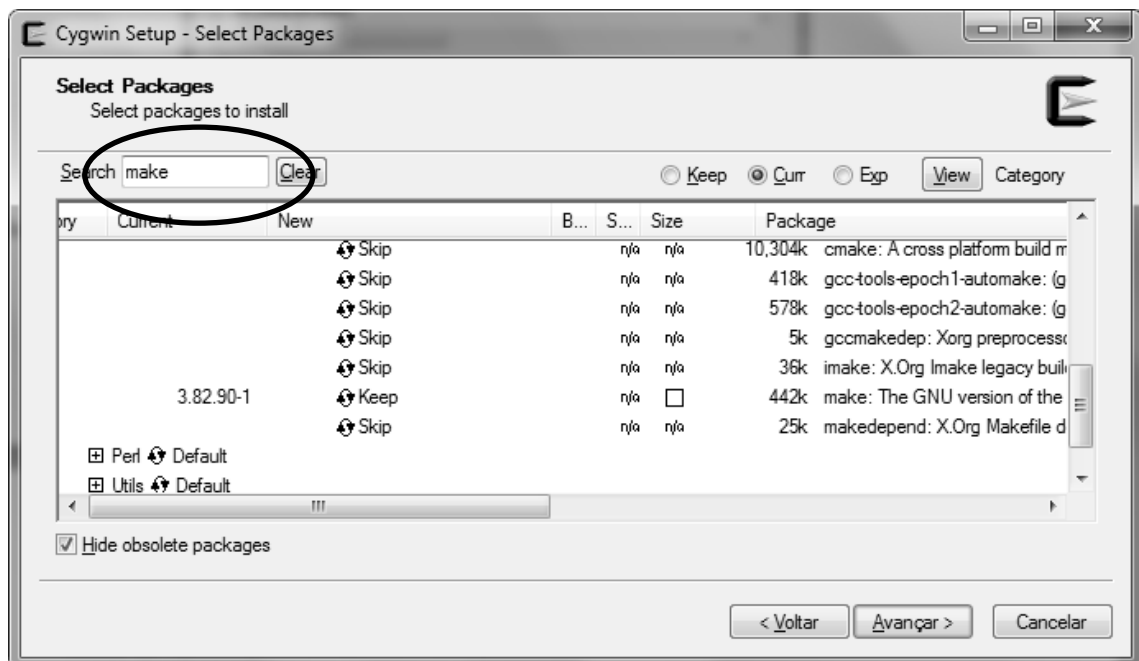 Cygwin Setup - Select Packages
Select Packages
Select packages to install
Search make Clear Keep Curr Exp View Category
ory Current New B... S... Size Package
Skip n/a n/a 10,304k cmake: A cross platform build m
Skip n/a n/a 418k gcc-tools-epoch1-automake: (g
Skip n/a n/a 578k gcc-tools-epoch2-automake: (g
Skip n/a n/a 5k gccmakedep: Xorg preprocesso
Skip n/a n/a 36k imake: X.Org Imake legacy buil
3.82.90-1 Keep n/a 442k make: The GNU version of the
Skip n/a n/a 25k makedepend: X.Org Makefile d
Perl Default
Utils Default
Hide obsolete packages
< Voltar Avançar > Cancelar